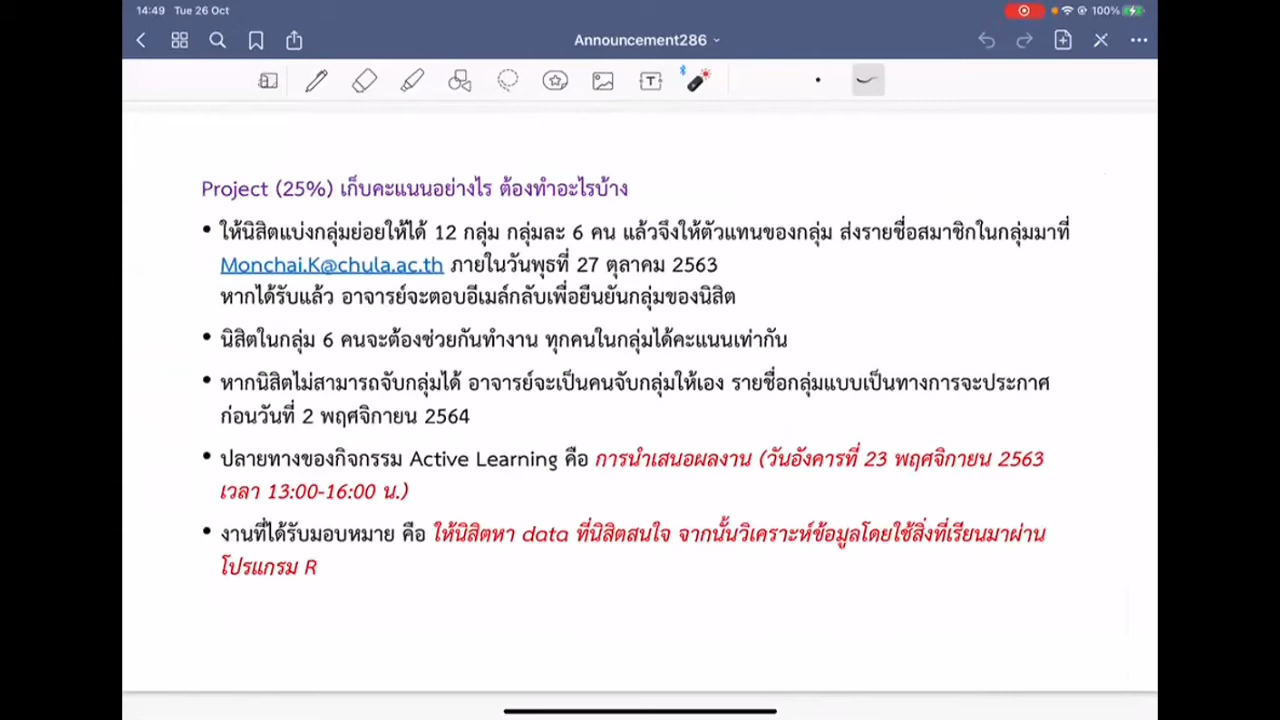 14:49 Tue 26 Oct 100%
Announcement286
Project (25%) เก็บคะแนนอย่างไร ต้องทำอะไรบ้าง
• ให้นิสิตแบ่งกลุ่มย่อยให้ได้ 12 กลุ่ม กลุ่มละ 6 คน แล้วจึงให้ตัวแทนของกลุ่ม ส่งรายชื่อสมาชิกในกลุ่มมาที่
Monchai.K@chula.ac.th ภายในวันพุธที่ 27 ตุลาคม 2563
หากได้รับแล้ว อาจารย์จะตอบอีเมล์กลับเพื่อยืนยันกลุ่มของนิสิต
• นิสิตในกลุ่ม 6 คนจะต้องช่วยกันทำงาน ทุกคนในกลุ่มได้คะแนนเท่ากัน
• หากนิสิตไม่สามารถจับกลุ่มได้ อาจารย์จะเป็นคนจับกลุ่มให้เอง รายชื่อกลุ่มแบบเป็นทางการจะประกาศ
ก่อนวันที่ 2 พฤศจิกายน 2564
• ปลายทางของกิจกรรม Active Learning คือ การนำเสนอผลงาน (วันอังคารที่ 23 พฤศจิกายน 2563
เวลา 13:00-16:00 น.)
• งานที่ได้รับมอบหมาย คือ ให้นิสิตหา data ที่นิสิตสนใจ จากนั้นวิเคราะห์ข้อมูลโดยใช้สิ่งที่เรียนมาผ่าน
โปรแกรม R